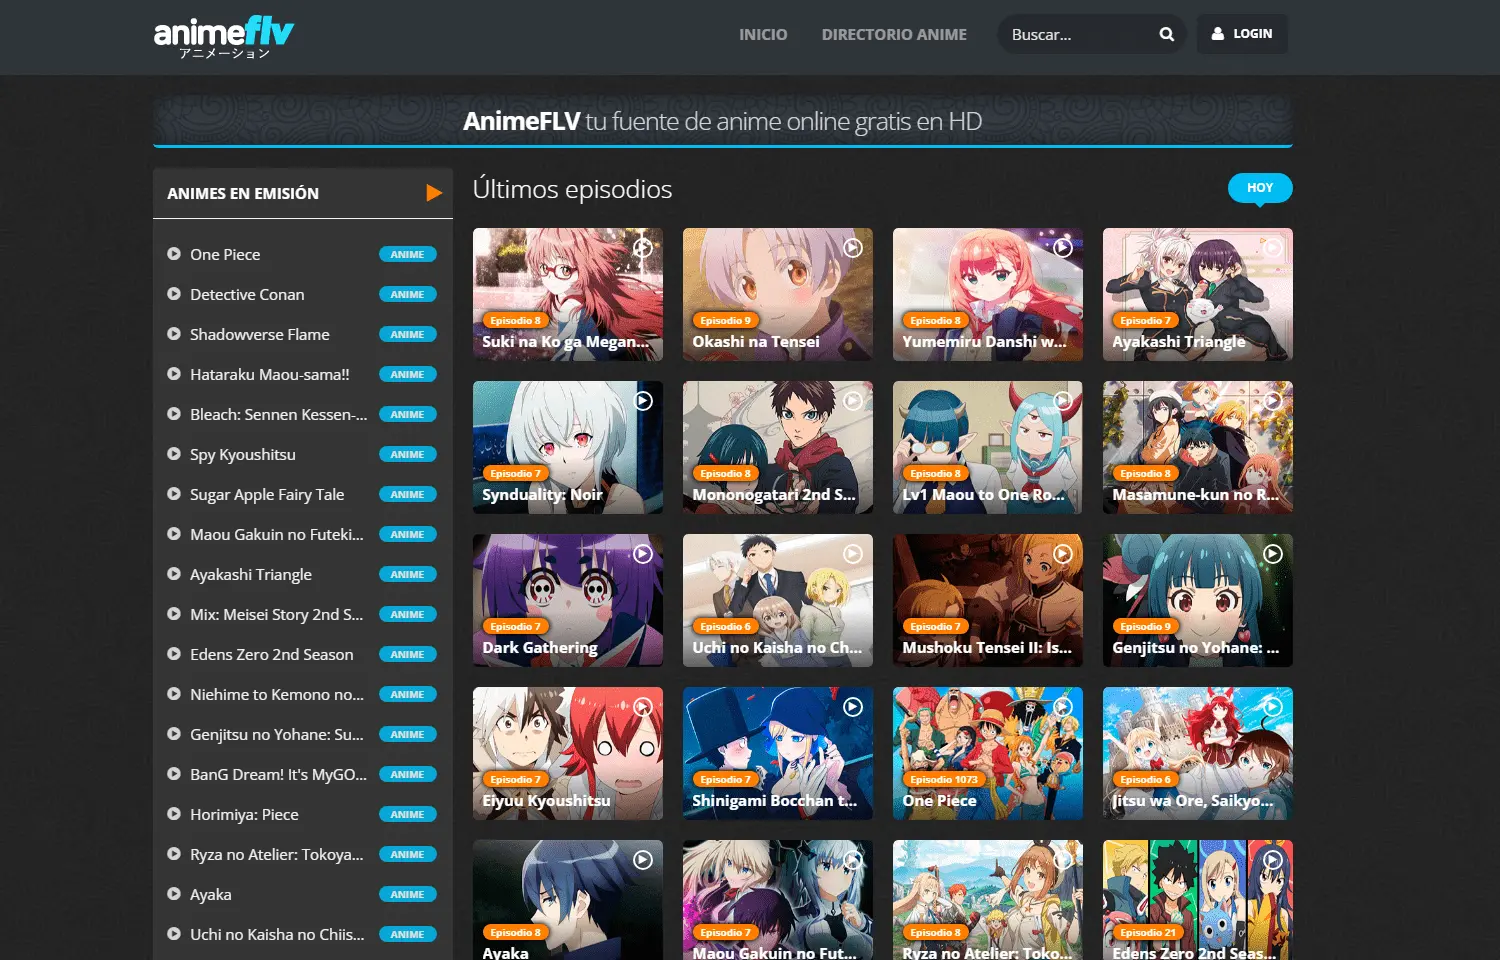 animeflv
アニメーション
INICIO
DIRECTORIO ANIME
Buscar...
LOGIN
AnimeFLV tu fuente de anime online gratis en HD
ANIMES EN EMISIÓN
One Piece ANIME
Detective Conan ANIME
Shadowverse Flame ANIME
Hataraku Maou-sama!! ANIME
Bleach: Sennen Kessen-... ANIME
Spy Kyoushitsu ANIME
Sugar Apple Fairy Tale ANIME
Maou Gakuin no Futeki... ANIME
Ayakashi Triangle ANIME
Mix: Meisei Story 2nd S... ANIME
Edens Zero 2nd Season ANIME
Niehime to Kemono no... ANIME
Genjitsu no Yohane: Su... ANIME
BanG Dream! It's MyGO... ANIME
Horimiya: Piece ANIME
Ryza no Atelier: Tokoya... ANIME
Ayaka ANIME
Uchi no Kaisha no Chiis... ANIME
Últimos episodios
HOY
Episodio 8
Suki na Ko ga Megan...
Episodio 9
Okashi na Tensei
Episodio 8
Yumemiru Danshi w...
Episodio 7
Ayakashi Triangle
Episodio 7
Synduality: Noir
Episodio 8
Mononogatari 2nd S...
Episodio 8
Lv1 Maou to One Ro...
Episodio 8
Masamune-kun no R...
Episodio 7
Dark Gathering
Episodio 6
Uchi no Kaisha no Ch...
Episodio 7
Mushoku Tensei II: Is...
Episodio 9
Genjitsu no Yohane: ...
Episodio 7
Eiyuu Kyoushitsu
Episodio 7
Shinigami Bocchan t...
Episodio 1073
One Piece
Episodio 6
Jitsu wa Ore, Saikyo...
Episodio 8
Ayaka
Episodio 7
Maou Gakuin no Fut...
Episodio 8
Ryza no Atelier: Toko...
Episodio 21
Edens Zero 2nd Seas...